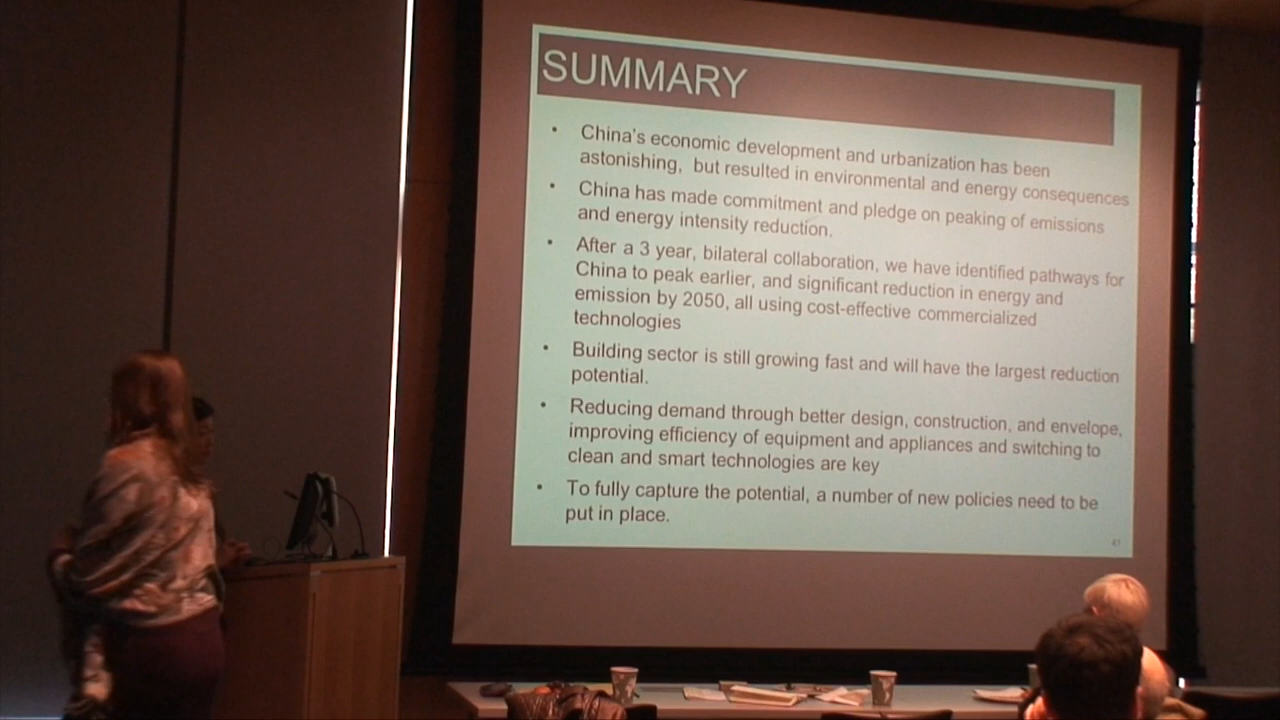 SUMMARY
• China's economic development and urbanization has been
astonishing, but resulted in environmental and energy consequences
• China has made commitment and pledge on peaking of emissions
and energy intensity reduction.
• After a 3 year, bilateral collaboration, we have identified pathways for
China to peak earlier, and significant reduction in energy and
emission by 2050, all using cost-effective commercialized
technologies
• Building sector is still growing fast and will have the largest reduction
potential.
• Reducing demand through better design, construction, and envelope,
improving efficiency of equipment and appliances and switching to
clean and smart technologies are key
• To fully capture the potential, a number of new policies need to be
put in place.